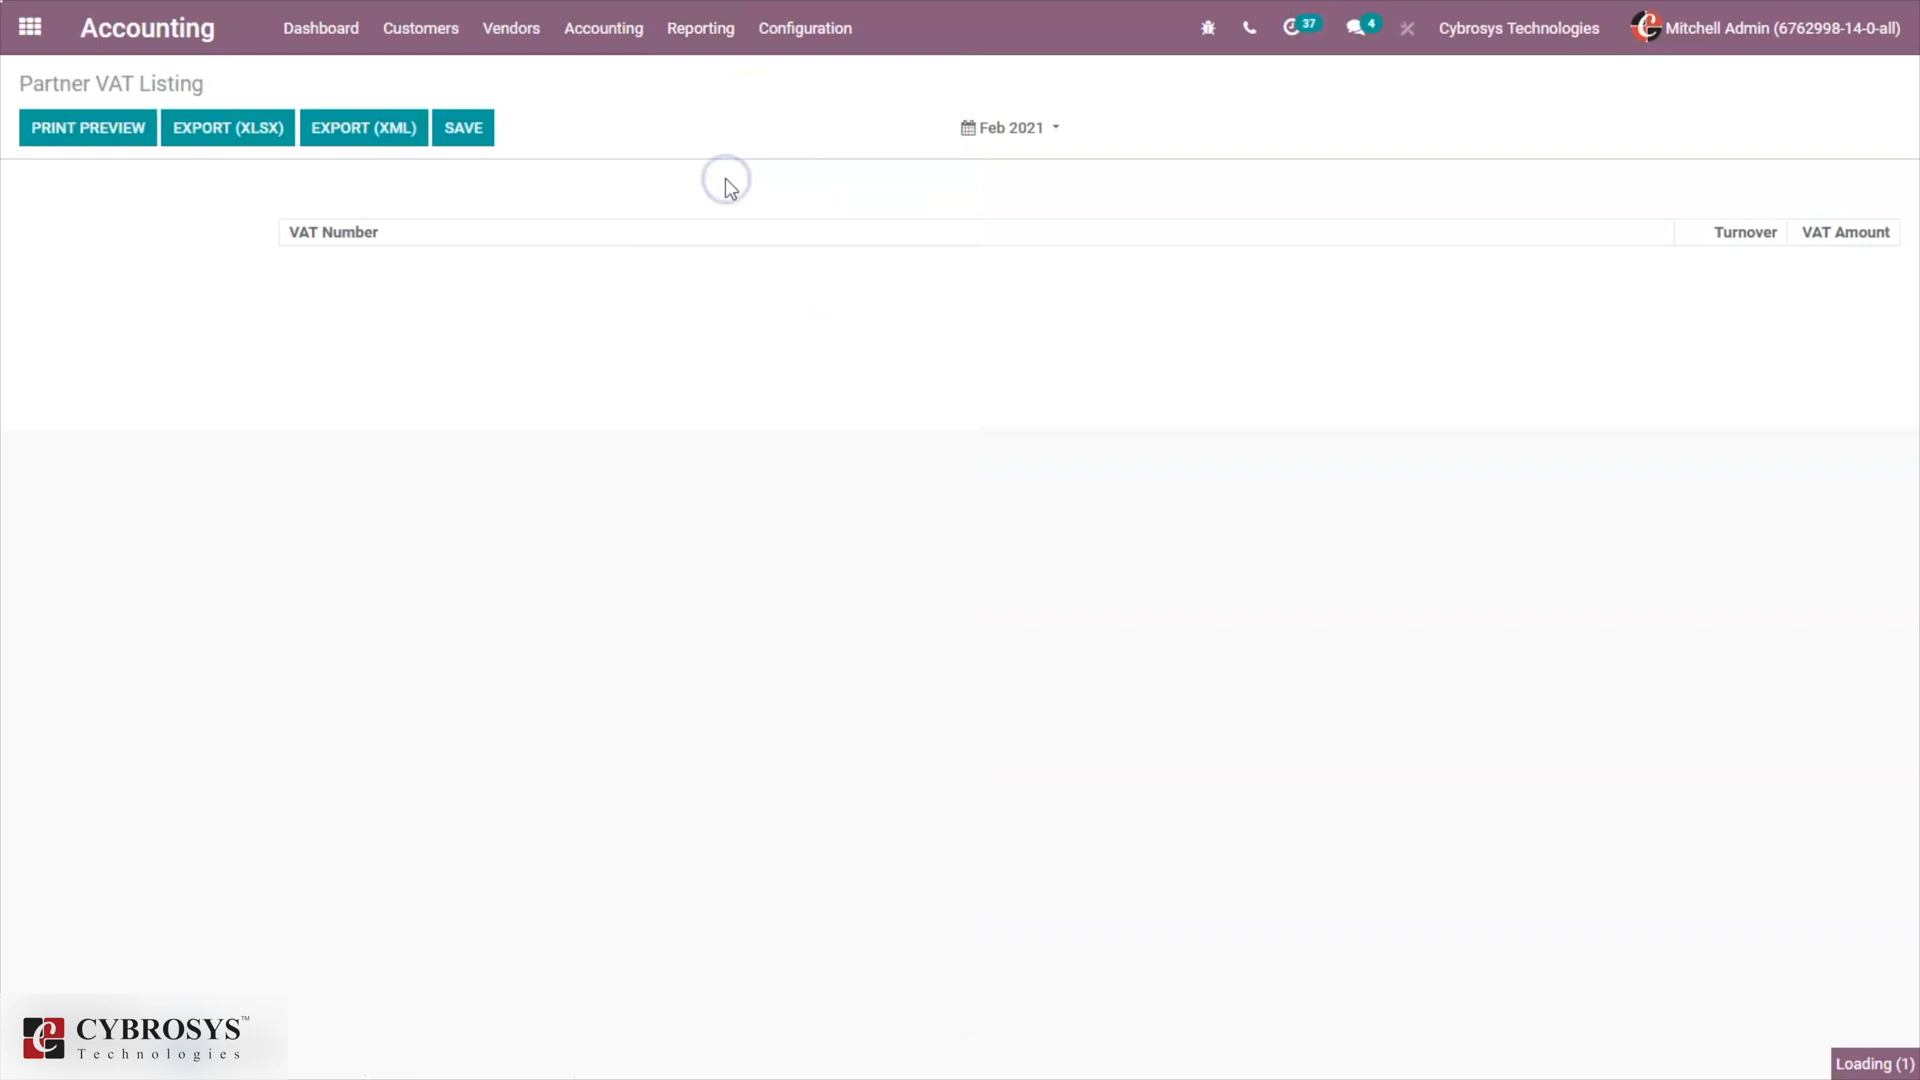 Accounting Dashboard Customers Vendors Accounting Reporting Configuration 37 4 Cybrosys Technologies Mitchell Admin (6762998-14-0-all)
Partner VAT Listing
PRINT PREVIEW EXPORT (XLSX) EXPORT (XML) SAVE Feb 2021
VAT Number Turnover VAT Amount
CYBROSYS™
Technologies
Loading (1)